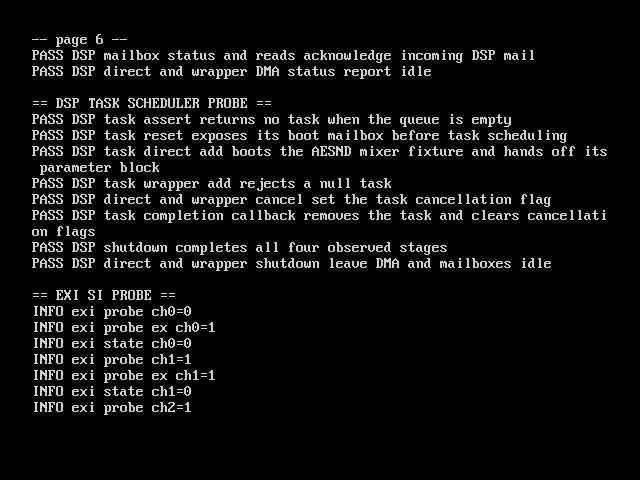 -- page 6 --
PASS DSP mailbox status and reads acknowledge incoming DSP mail
PASS DSP direct and wrapper DMA status report idle
== DSP TASK SCHEDULER PROBE ==
PASS DSP task assert returns no task when the queue is empty
PASS DSP task reset exposes its boot mailbox before task scheduling
PASS DSP task direct add boots the AESND mixer fixture and hands off its
 parameter block
PASS DSP task wrapper add rejects a null task
PASS DSP direct and wrapper cancel set the task cancellation flag
PASS DSP task completion callback removes the task and clears cancellati
on flags
PASS DSP shutdown completes all four observed stages
PASS DSP direct and wrapper shutdown leave DMA and mailboxes idle
== EXI SI PROBE ==
INFO exi probe ch0=0
INFO exi probe ex ch0=1
INFO exi state ch0=0
INFO exi probe ch1=1
INFO exi probe ex ch1=1
INFO exi state ch1=0
INFO exi probe ch2=1